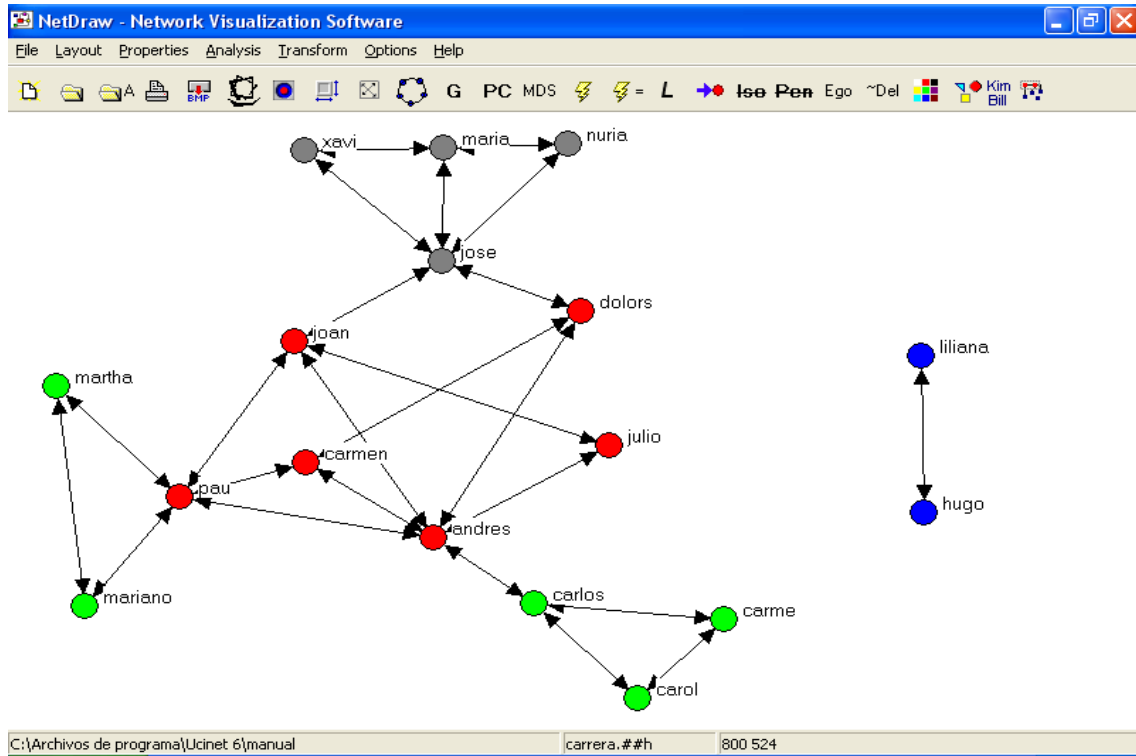 NetDraw - Network Visualization Software
File Layout Properties Analysis Transform Options Help
A BMP G PC MDS = L Iso Pen Ego ~Del Kim Bill
xavi
maria
nuria
jose
dolors
joan
liliana
martha
julio
carmen
pau
hugo
andres
mariano
carlos
carme
carol
C:\Archivos de programa\Ucinet 6\manual carrera.##h 800 524